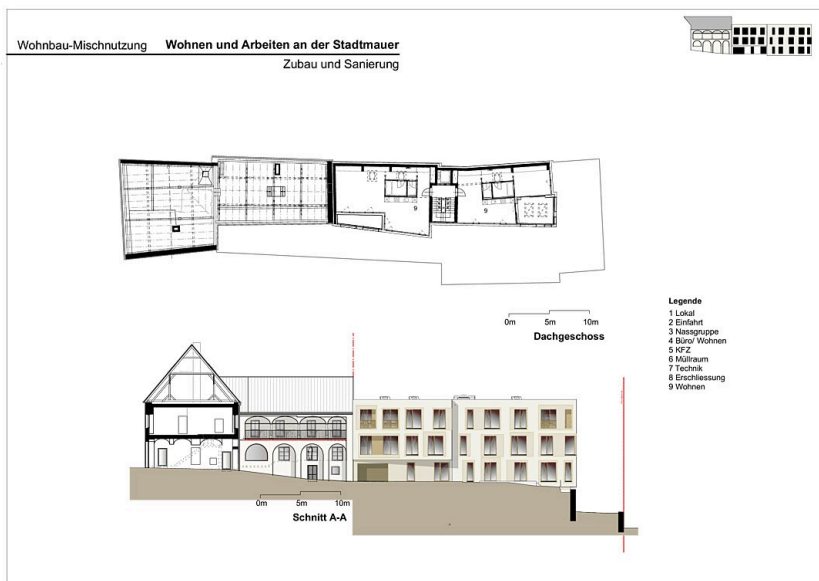 Wohnbau-Mischnutzung Wohnen und Arbeiten an der Stadtmauer
Zubau und Sanierung
9
9
0m 5m 10m
Dachgeschoss
Legende
1 Lokal
2 Einfahrt
3 Nassgruppe
4 Büro/ Wohnen
5 KFZ
6 Müllraum
7 Technik
8 Erschliessung
9 Wohnen
0m 5m 10m
Schnitt A-A